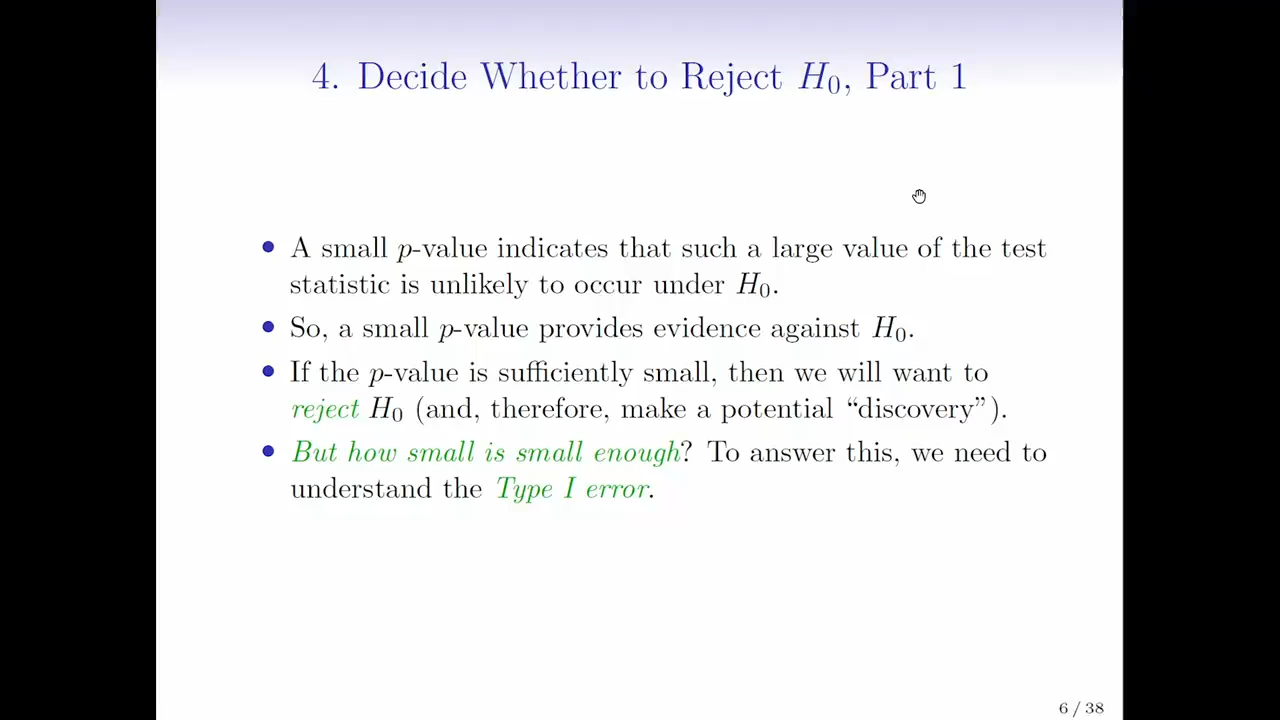 4. Decide Whether to Reject H₀, Part 1
• A small p-value indicates that such a large value of the test
statistic is unlikely to occur under H₀.
• So, a small p-value provides evidence against H₀.
• If the p-value is sufficiently small, then we will want to
reject H₀ (and, therefore, make a potential “discovery”).
• But how small is small enough? To answer this, we need to
understand the Type I error.
6 / 38